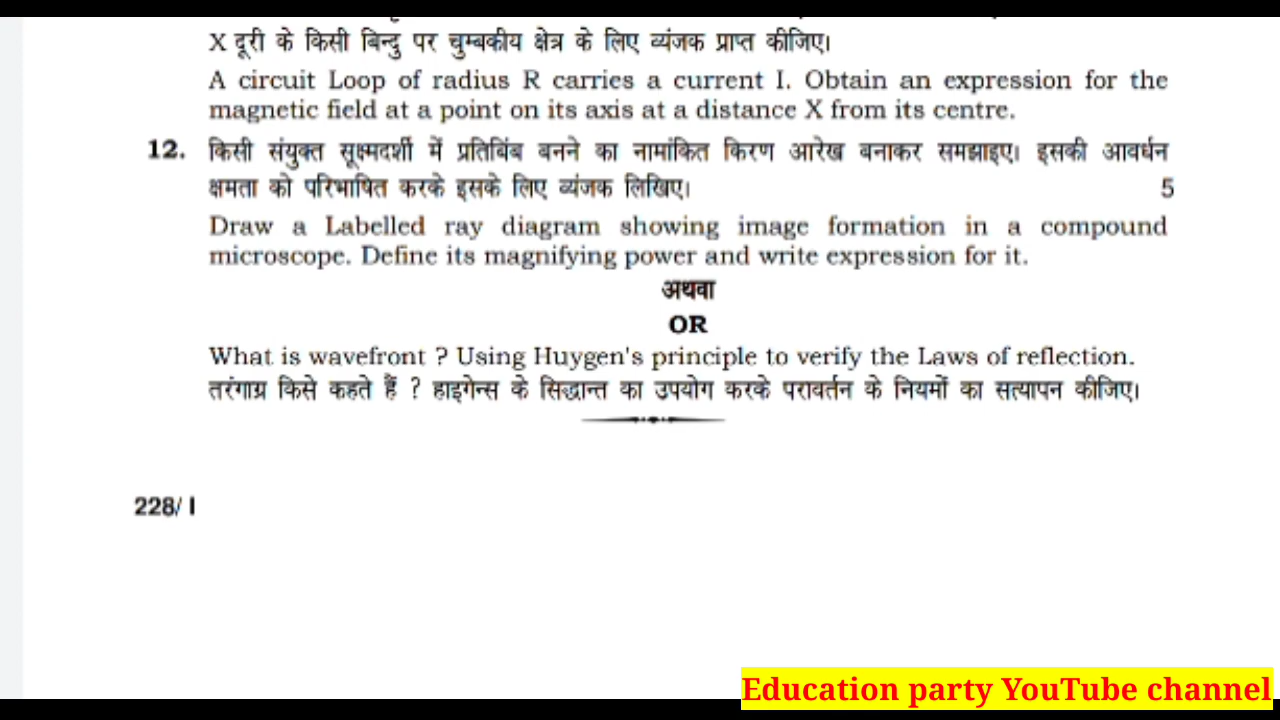 X दूरी के किसी बिन्दु पर चुम्बकीय क्षेत्र के लिए व्यंजक प्राप्त कीजिए।
A circuit Loop of radius R carries a current I. Obtain an expression for the
magnetic field at a point on its axis at a distance X from its centre.
12. किसी संयुक्त सूक्ष्मदर्शी में प्रतिबिंब बनने का नामांकित किरण आरेख बनाकर समझाइए। इसकी आवर्धन
क्षमता को परिभाषित करके इसके लिए व्यंजक लिखिए। 5
Draw a Labelled ray diagram showing image formation in a compound
microscope. Define its magnifying power and write expression for it.
अथवा
OR
What is wavefront ? Using Huygen's principle to verify the Laws of reflection.
तरंगाग्र किसे कहते हैं ? हाइगेन्स के सिद्धान्त का उपयोग करके परावर्तन के नियमों का सत्यापन कीजिए।
228/ I
Education party YouTube channel